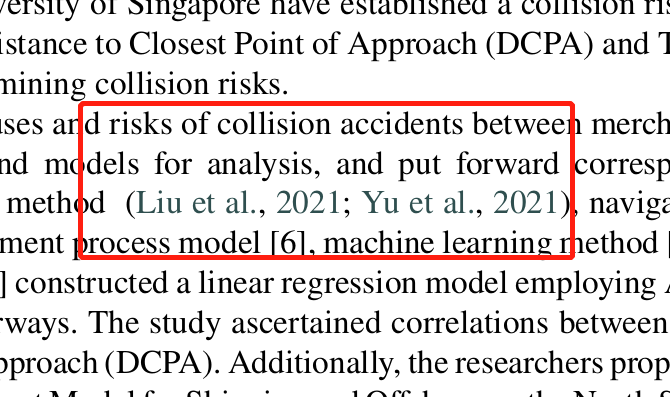 versity of Singapore have established a collision ris
istance to Closest Point of Approach (DCPA) and T
mining collision risks.
uses and risks of collision accidents between merch
nd models for analysis, and put forward corresp
method (Liu et al., 2021; Yu et al., 2021), naviga
ment process model [6], machine learning method [
] constructed a linear regression model employing A
rways. The study ascertained correlations between
pproach (DCPA). Additionally, the researchers prop